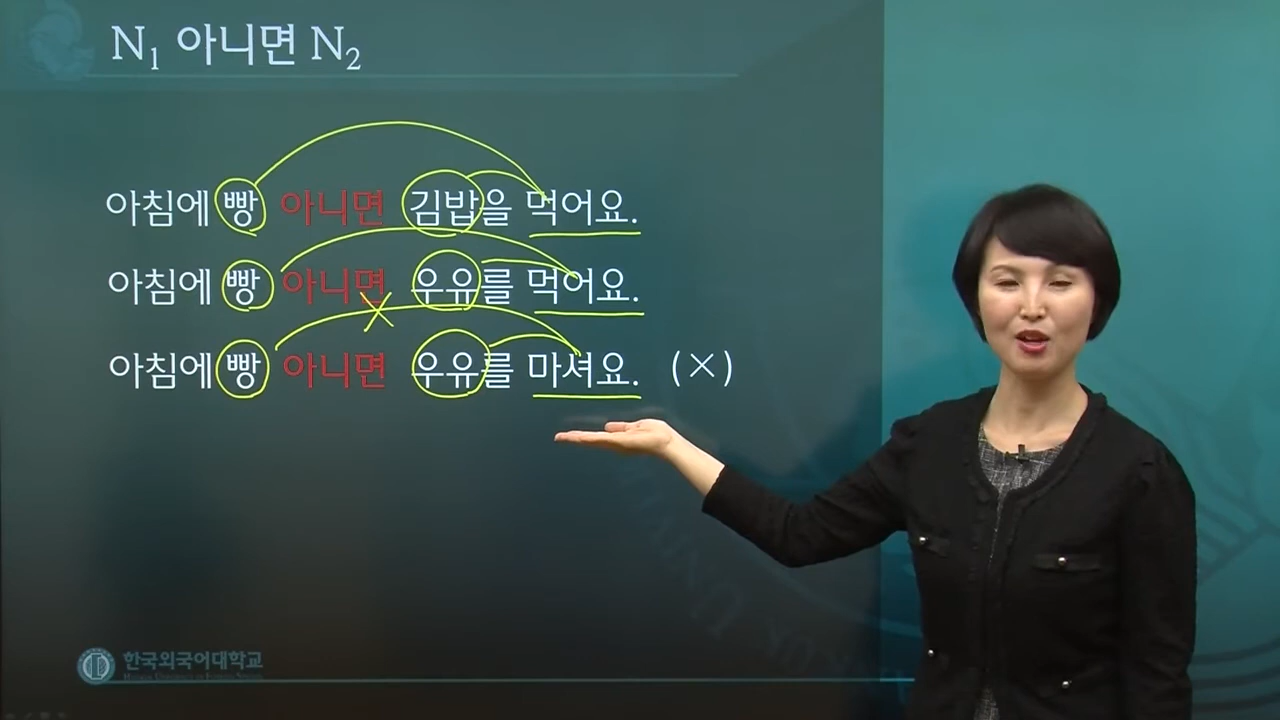 N₁ 아니면 N₂
아침에 빵 아니면 김밥을 먹어요.
아침에 빵 아니면 우유를 먹어요.
아침에 빵 아니면 우유를 마셔요. (×)
한국외국어대학교